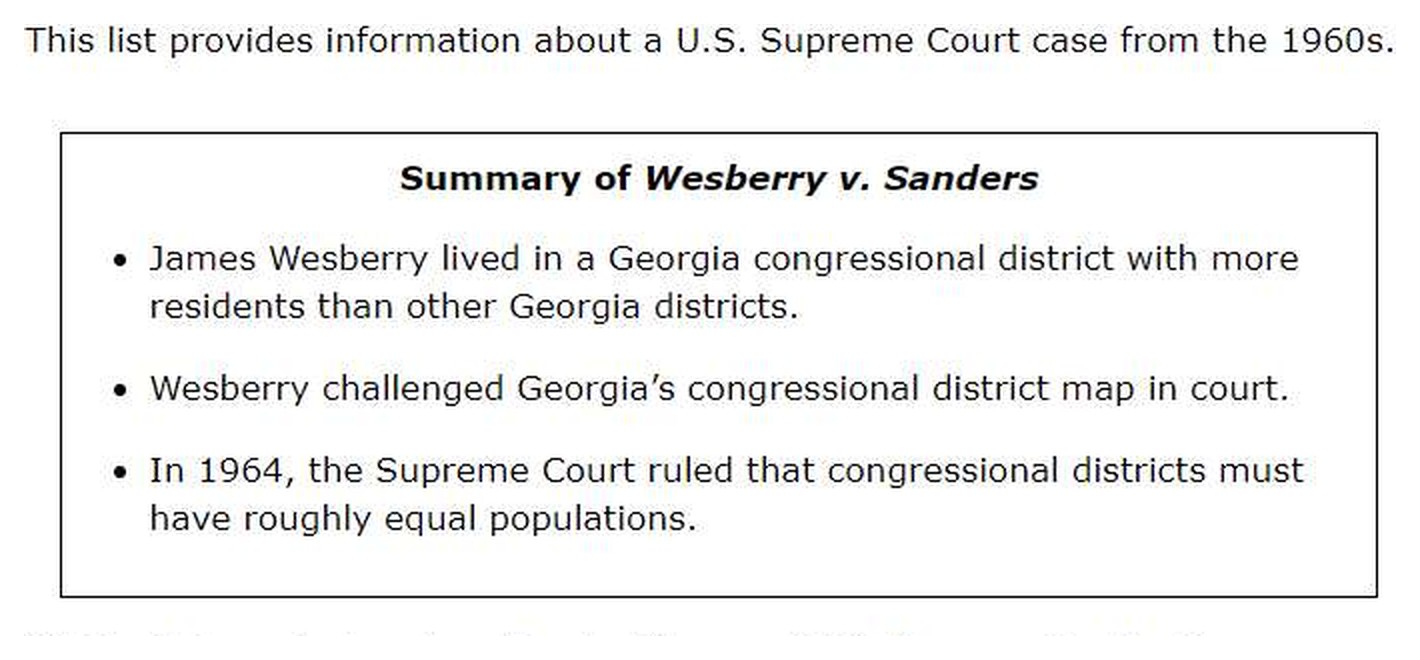 This list provides information about a U.S. Supreme Court case from the 1960s.
Summary of Wesberry v. Sanders
• James Wesberry lived in a Georgia congressional district with more
residents than other Georgia districts.
• Wesberry challenged Georgia’s congressional district map in court.
• In 1964, the Supreme Court ruled that congressional districts must
have roughly equal populations.